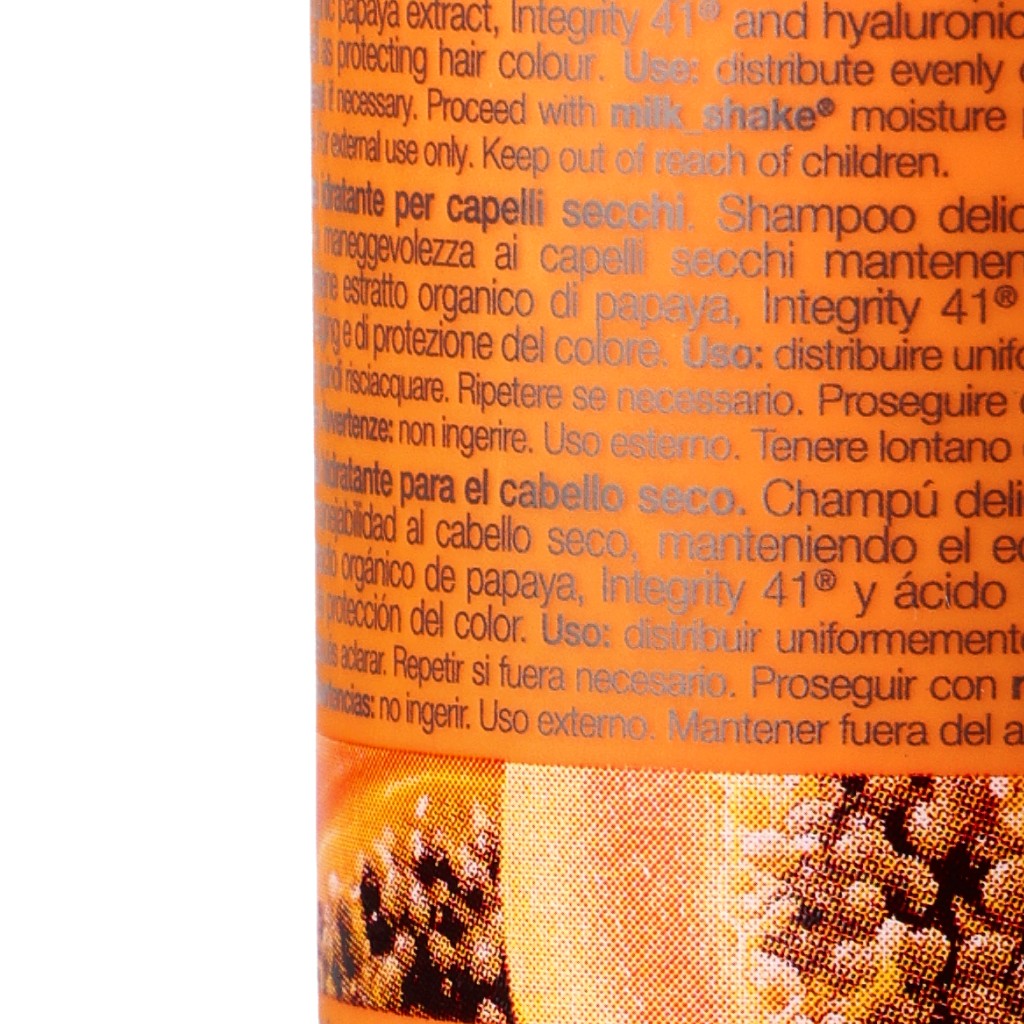 papaya extract, Integrity 41® and hyaluronic
as protecting hair colour. Use: distribute evenly
if necessary. Proceed with milk_shake® moisture
for external use only. Keep out of reach of children.
idratante per capelli secchi. Shampoo delic
maneggevolezza ai capelli secchi mantenen
estratto organico di papaya, Integrity 41®
e di protezione del colore. Uso: distribuire unifo
risciacquare. Ripetere se necessario. Proseguire
Avvertenze: non ingerire. Uso esterno. Tenere lontano
hidratante para el cabello seco. Champú deli
al cabello seco, manteniendo el
orgánico de papaya, Integrity 41® y ácido
protección del color. Uso: distribuir uniformemente
aclarar. Repetir si fuera necesario. Proseguir con
no ingerir. Uso externo. Mantener fuera del a